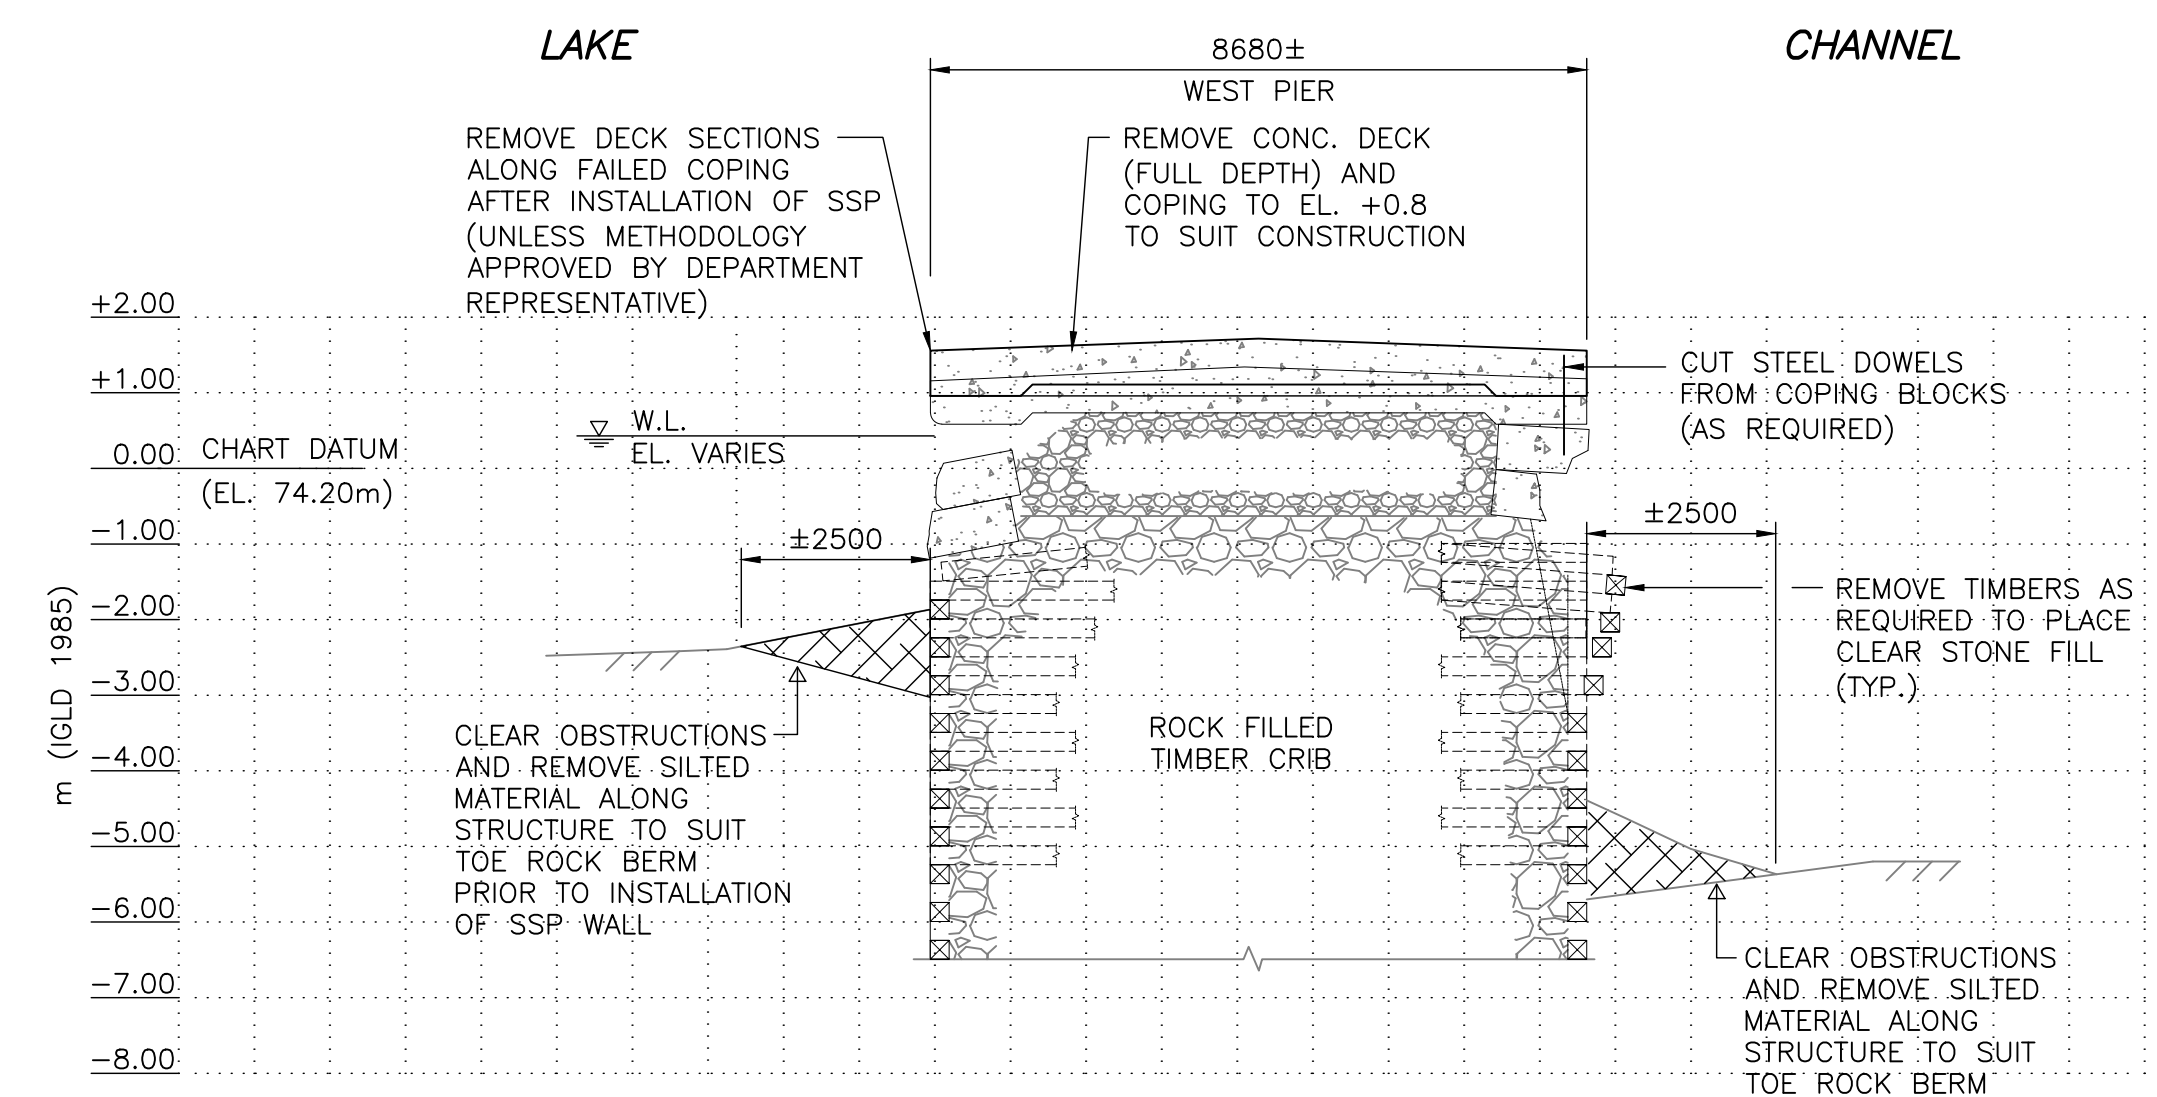 LAKE
CHANNEL
8680±
WEST PIER
REMOVE DECK SECTIONS
ALONG FAILED COPING
AFTER INSTALLATION OF SSP
(UNLESS METHODOLOGY
APPROVED BY DEPARTMENT
REPRESENTATIVE)
REMOVE CONC. DECK
(FULL DEPTH) AND
COPING TO EL. +0.8
TO SUIT CONSTRUCTION
CUT STEEL DOWELS
FROM COPING BLOCKS
(AS REQUIRED)
W.L.
EL. VARIES
CHART DATUM
(EL. 74.20m)
+2.00
+1.00
0.00
−1.00
−2.00
−3.00
−4.00
−5.00
−6.00
−7.00
−8.00
m (IGLD 1985)
±2500
±2500
REMOVE TIMBERS AS
REQUIRED TO PLACE
CLEAR STONE FILL
(TYP.)
ROCK FILLED
TIMBER CRIB
CLEAR OBSTRUCTIONS
AND REMOVE SILTED
MATERIAL ALONG
STRUCTURE TO SUIT
TOE ROCK BERM
PRIOR TO INSTALLATION
OF SSP WALL
CLEAR OBSTRUCTIONS
AND REMOVE SILTED
MATERIAL ALONG
STRUCTURE TO SUIT
TOE ROCK BERM